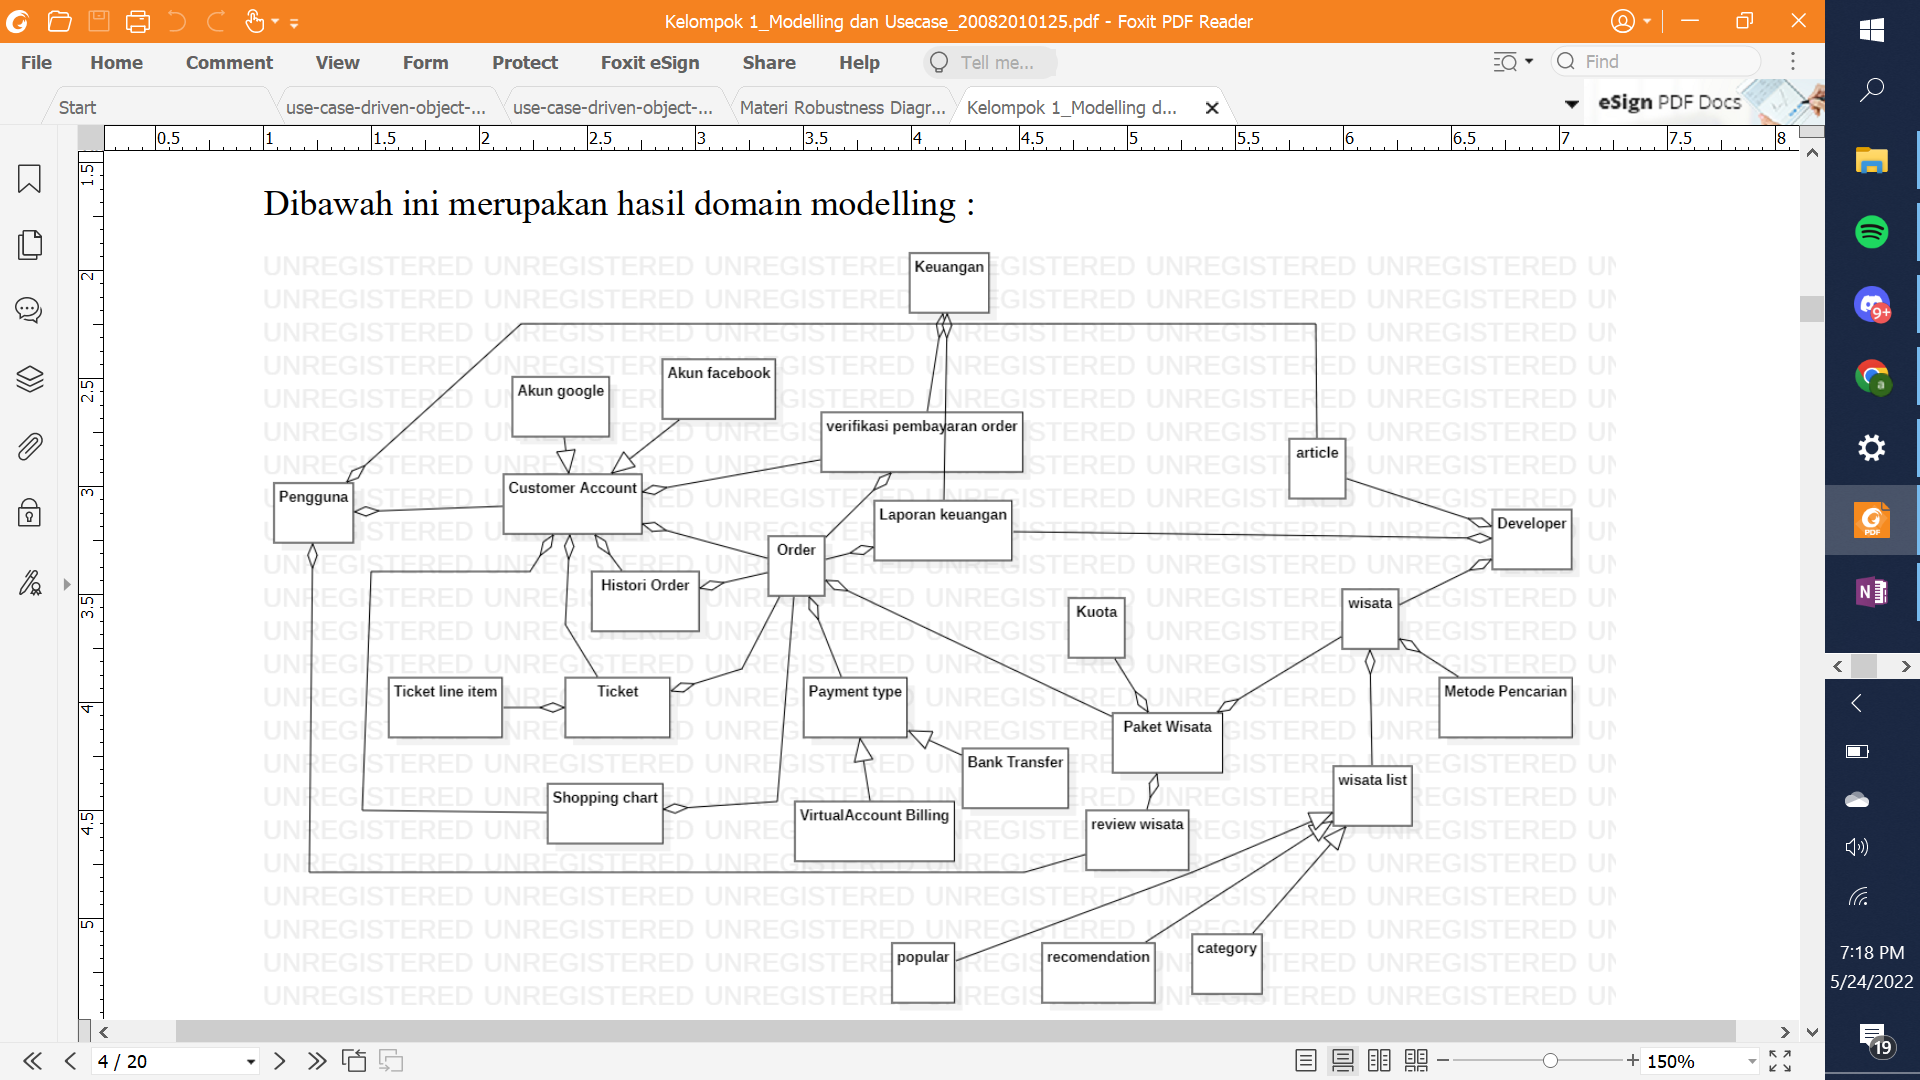 Kelompok 1_Modelling dan Usecase_20082010125.pdf - Foxit PDF Reader
File Home Comment View Form Protect Foxit eSign Share Help Tell me... Find
Start use-case-driven-object-... use-case-driven-object-... Materi Robustness Diagr... Kelompok 1_Modelling d... eSign PDF Docs
0.5 1 1.5 2 2.5 3 3.5 4 4.5 5 5.5 6 6.5 7 7.5 8
1.5
2
2.5
3
3.5
4
4.5
5
Dibawah ini merupakan hasil domain modelling :
UNREGISTERED UNREGISTERED UNREGISTERED UNREGISTERED UNREGISTERED UNREGISTERED
Keuangan
Akun facebook
Akun google
verifikasi pembayaran order
article
Customer Account
Pengguna
Laporan keuangan
Developer
Order
Histori Order
wisata
Kuota
Ticket line item
Ticket
Payment type
Metode Pencarian
Paket Wisata
Bank Transfer
wisata list
Shopping chart
VirtualAccount Billing
review wisata
popular
recomendation
category
9+
a
PDF
N
7:18 PM
5/24/2022
19
4 / 20
150%